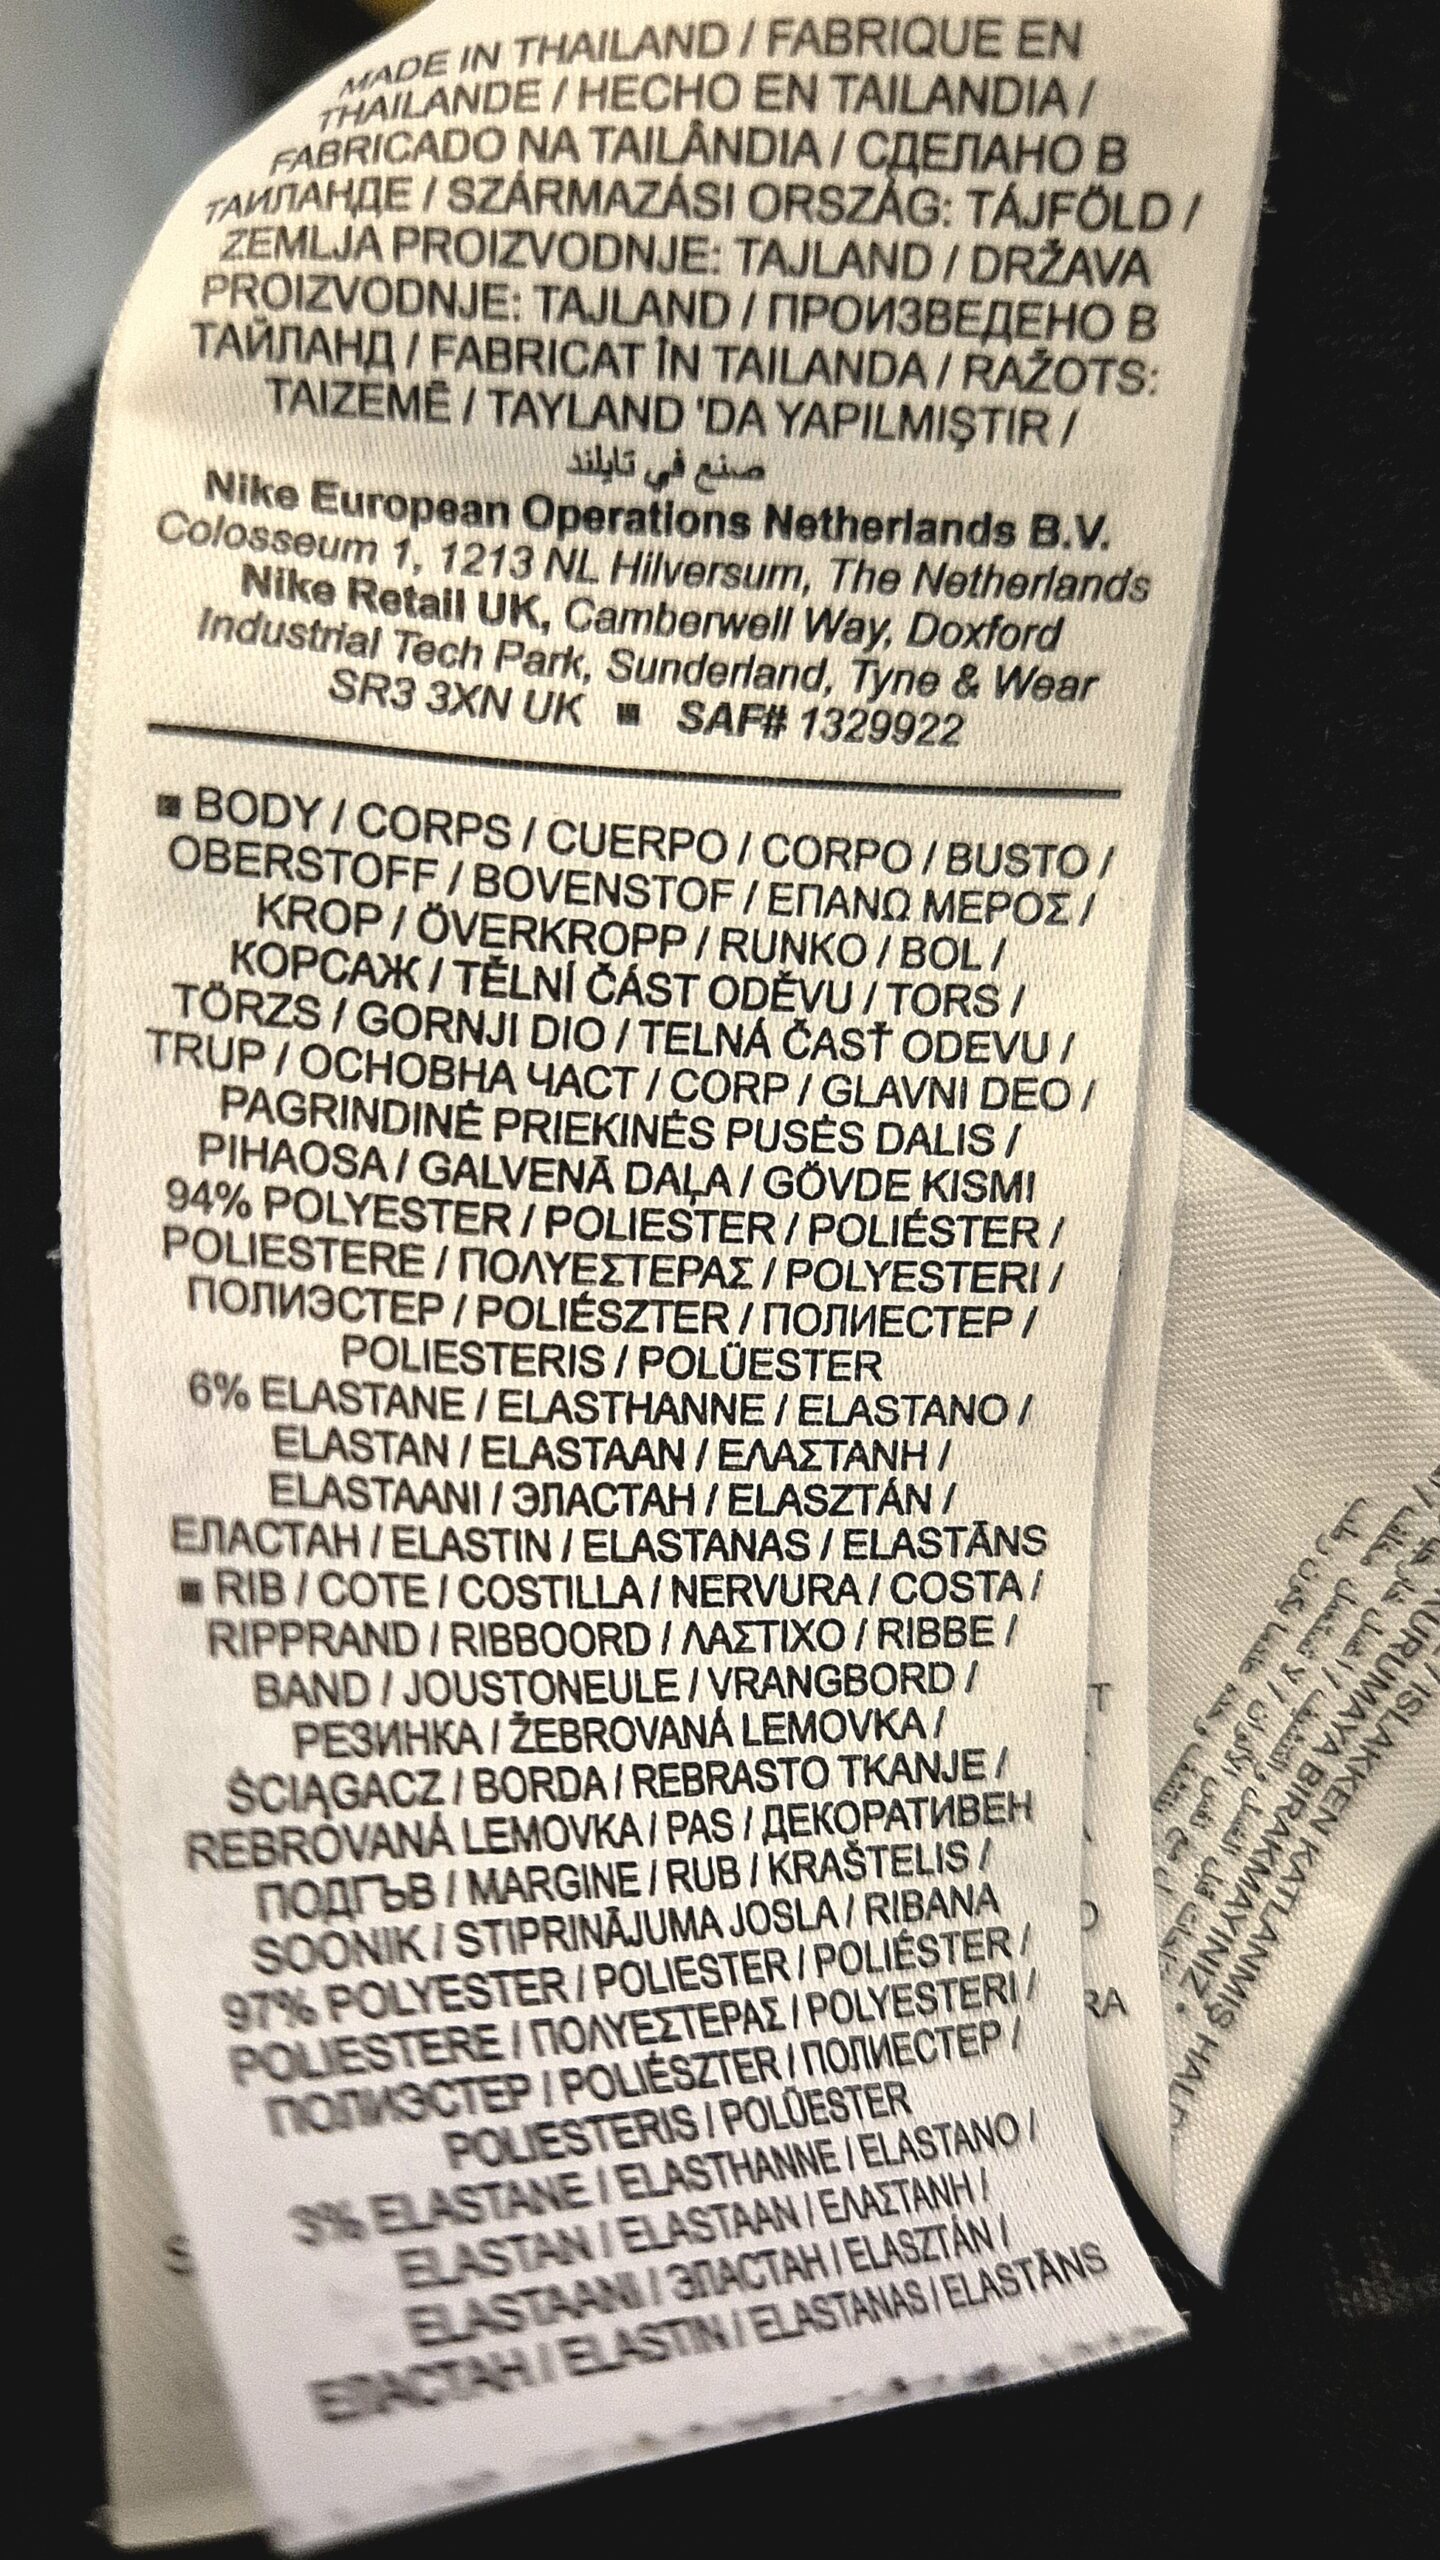 MADE IN THAILAND / FABRIQUE EN
THAILANDE / HECHO EN TAILANDIA /
FABRICADO NA TAILÂNDIA / СДЕЛАНО В
ТАИЛАНДЕ / SZÁRMAZÁSI ORSZÁG: TÁJFÖLD /
ZEMLJA PROIZVODNJE: TAJLAND / DRŽAVA
PROIZVODNJE: TAJLAND / ПРОИЗВЕДЕНО В
ТАЙЛАНД / FABRICAT ÎN TAILANDA / RAŽOTS:
TAIZEMĒ / TAYLAND 'DA YAPILMIŞTIR /
صنع في تايلند
Nike European Operations Netherlands B.V.
Colosseum 1, 1213 NL Hilversum, The Netherlands
Nike Retail UK, Camberwell Way, Doxford
Industrial Tech Park, Sunderland, Tyne & Wear
SR3 3XN UK ■ SAF# 1329922
■ BODY / CORPS / CUERPO / CORPO / BUSTO /
OBERSTOFF / BOVENSTOF / ΕΠΑΝΩ ΜΕΡΟΣ /
KROP / ÖVERKROPP / RUNKO / BOL /
КОРСАЖ / TĚLNÍ ČÁST ODĚVU / TORS /
TÖRZS / GORNJI DIO / TELNÁ ČASŤ ODEVU /
TRUP / ОСНОВНА ЧАСТ / CORP / GLAVNI DEO /
PAGRINDINĖ PRIEKINĖS PUSĖS DALIS /
PIHAOSA / GALVENĀ DAĻA / GÖVDE KISMI
94% POLYESTER / POLIESTER / POLIÉSTER /
POLIESTERE / ΠΟΛΥΕΣΤΕΡΑΣ / POLYESTERI /
ПОЛИЭСТЕР / POLIÉSZTER / ПОЛИЕСТЕР /
POLIESTERIS / POLÜESTER
6% ELASTANE / ELASTHANNE / ELASTANO /
ELASTAN / ELASTAAN / ΕΛΑΣΤΑΝΗ /
ELASTAANI / ЭЛАСТАН / ELASZTÁN /
ЕЛАСТАН / ELASTIN / ELASTANAS / ELASTĀNS
■ RIB / COTE / COSTILLA / NERVURA / COSTA /
RIPPRAND / RIBBOORD / ΛΑΣΤΙΧΟ / RIBBE /
BAND / JOUSTONEULE / VRANGBORD /
РЕЗИНКА / ŽEBROVANÁ LEMOVKA /
ŚCIĄGACZ / BORDA / REBRASTO TKANJE /
REBROVANÁ LEMOVKA / PAS / ДЕКОРАТИВЕН
ПОДГЪВ / MARGINE / RUB / KRAŠTELIS /
SOONIK / STIPRINĀJUMA JOSLA / RIBANA
97% POLYESTER / POLIESTER / POLIÉSTER /
POLIESTERE / ΠΟΛΥΕΣΤΕΡΑΣ / POLYESTERI /
ПОЛИЭСТЕР / POLIÉSZTER / ПОЛИЕСТЕР /
POLIESTERIS / POLÜESTER
3% ELASTANE / ELASTHANNE / ELASTANO /
ELASTAN / ELASTAAN / ΕΛΑΣΤΑΝΗ /
ELASTAANI / ЭЛАСТАН / ELASZTÁN /
ЕЛАСТАН / ELASTIN / ELASTANAS / ELASTĀNS
ISLAKKEN KATLANMIŞ
BIRAKMAYINIZ •